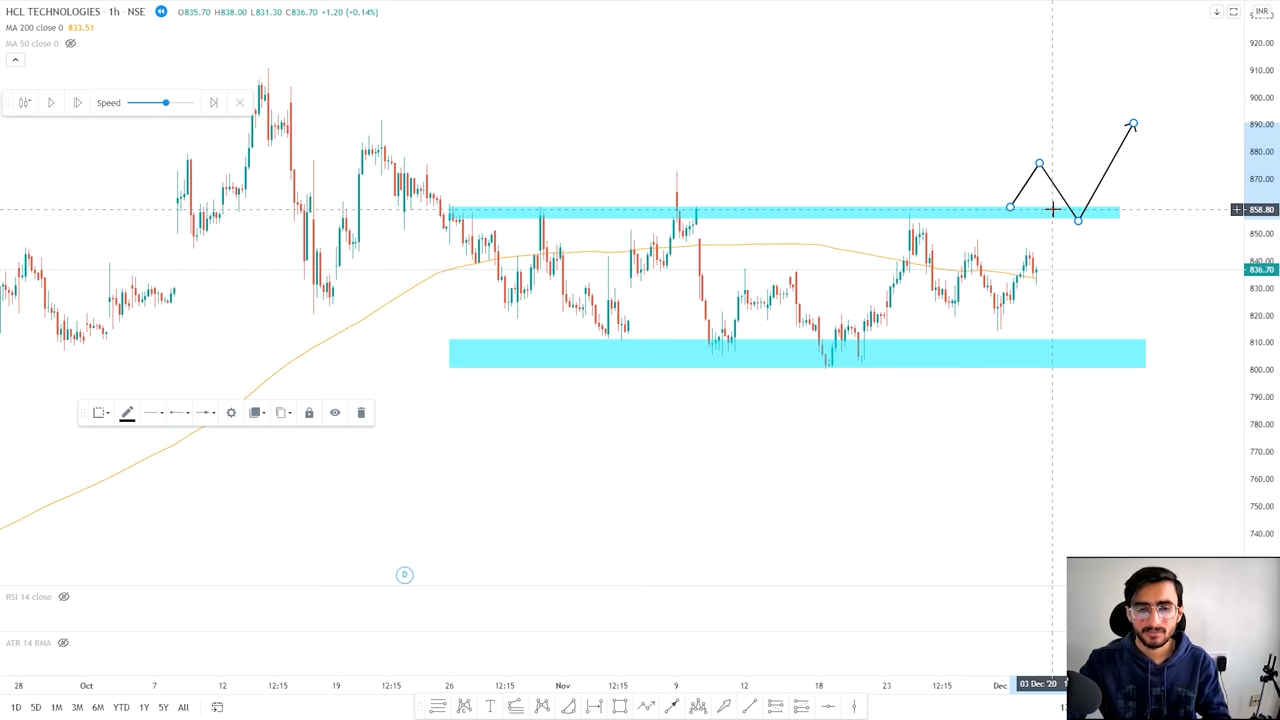 HCL TECHNOLOGIES · 1h · NSE O835.70 H838.00 L831.30 C836.70 +1.20 (+0.14%)
MA 200 close 0 833.51
MA 50 close 0
Speed
INR
920.00
910.00
900.00
890.00
880.00
870.00
858.80
850.00
840.00
836.70
830.00
820.00
810.00
800.00
790.00
780.00
770.00
760.00
750.00
740.00
D
RSI 14 close
ATR 14 RMA
28 Oct 7 12 12:15 19 12:15 26 12:15 Nov 12:15 9 12 18 23 12:15 Dec 03 Dec '20
1D 5D 1M 3M 6M YTD 1Y 5Y All